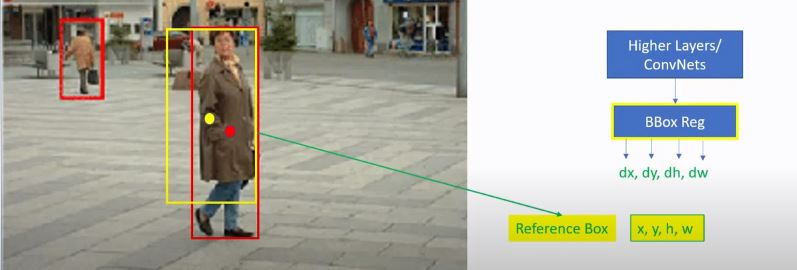 Higher Layers/
ConvNets
BBox Reg
dx, dy, dh, dw
Reference Box
x, y, h, w